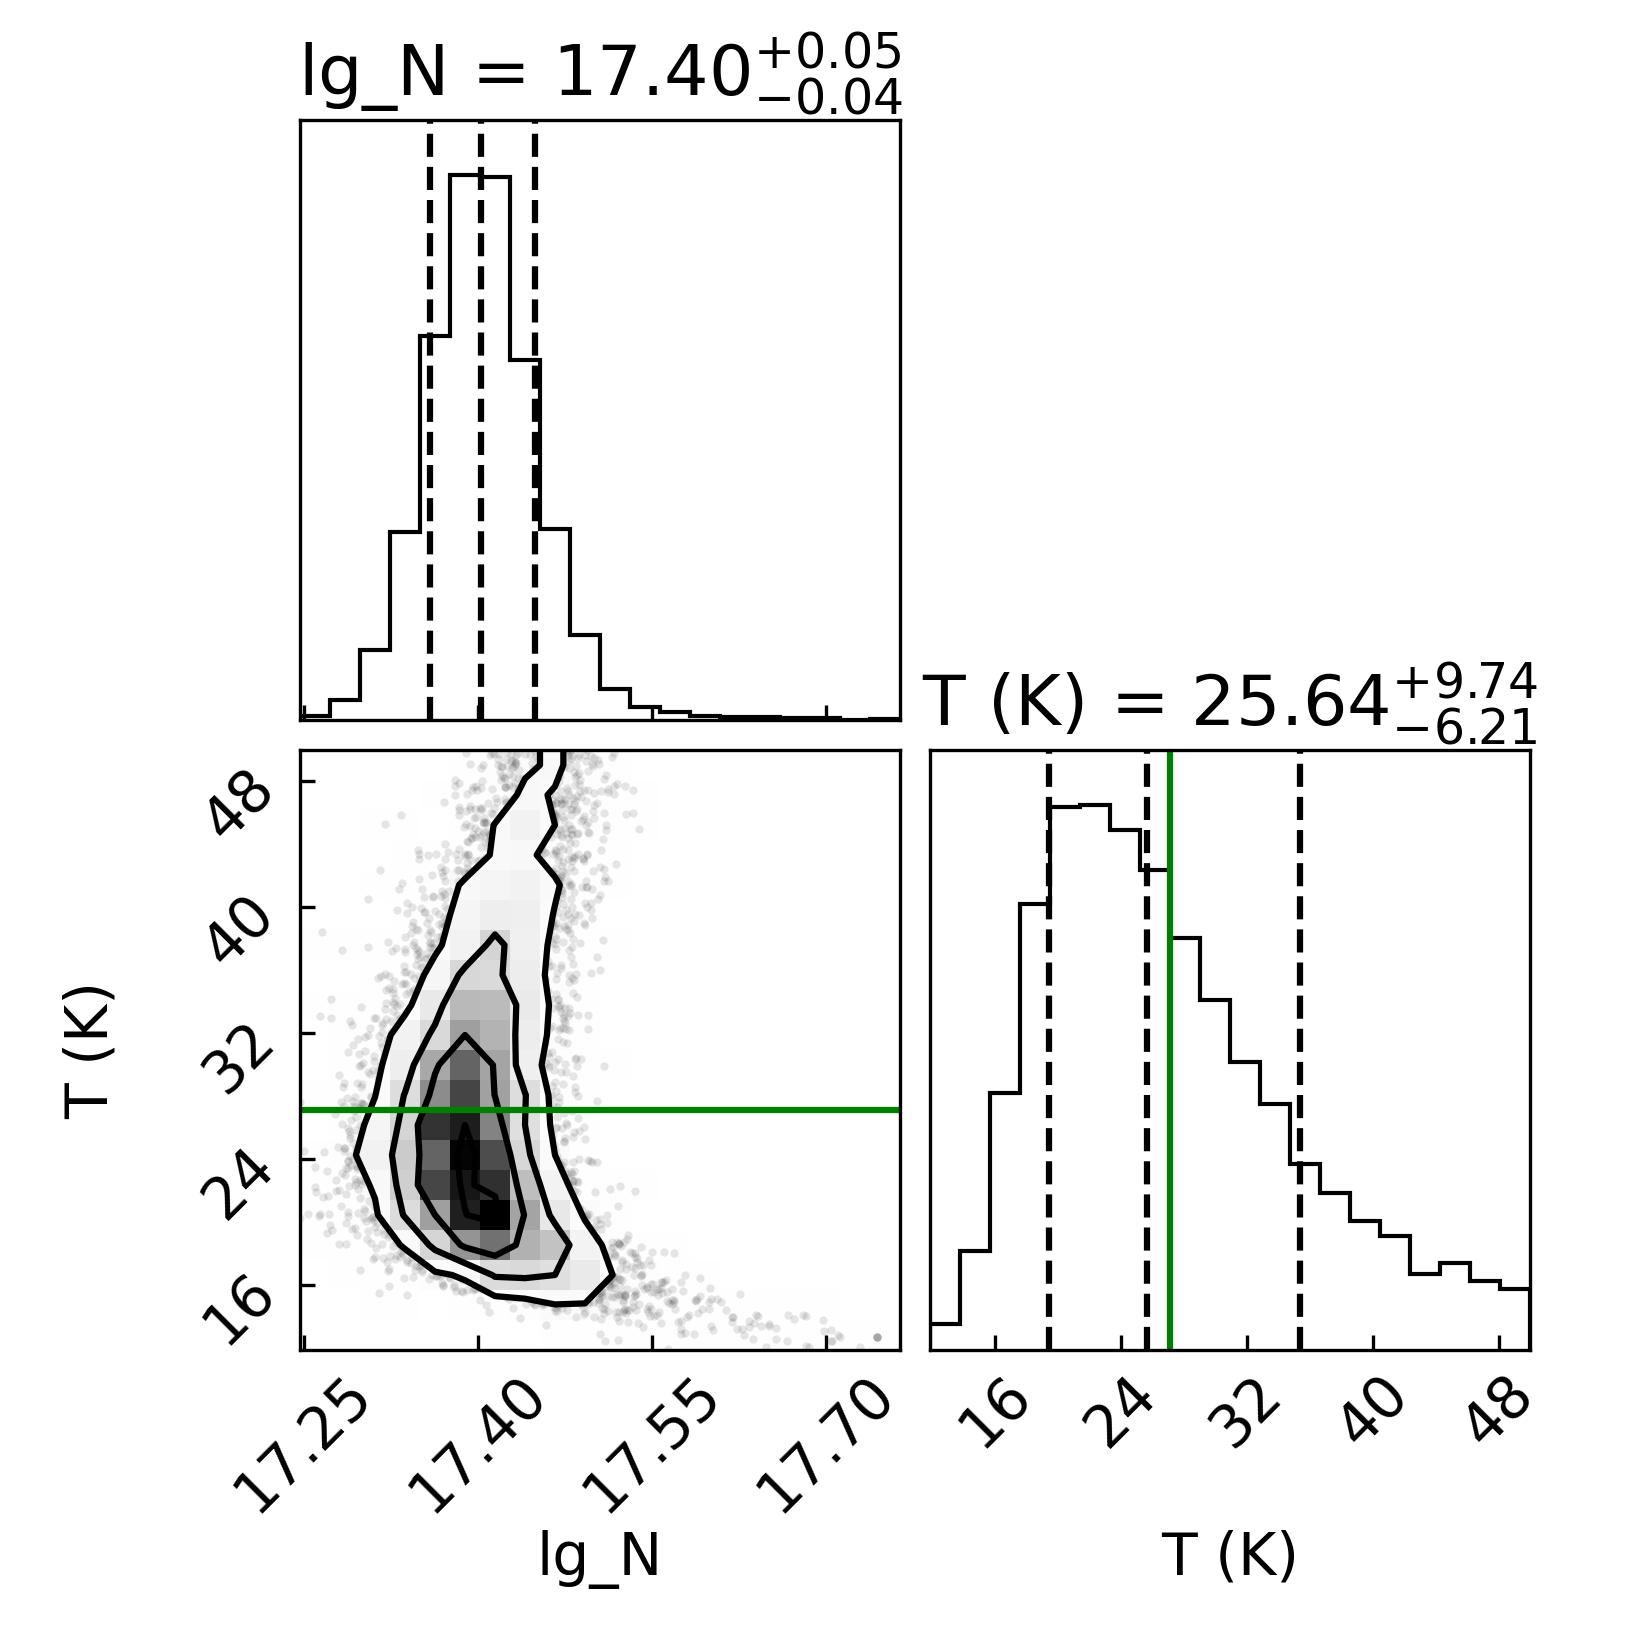 lg_N = 17.40 +0.05 −0.04
T (K) = 25.64 +9.74 −6.21
T (K)
48
40
32
24
16
17.25 17.40 17.55 17.70
lg_N
16 24 32 40 48
T (K)